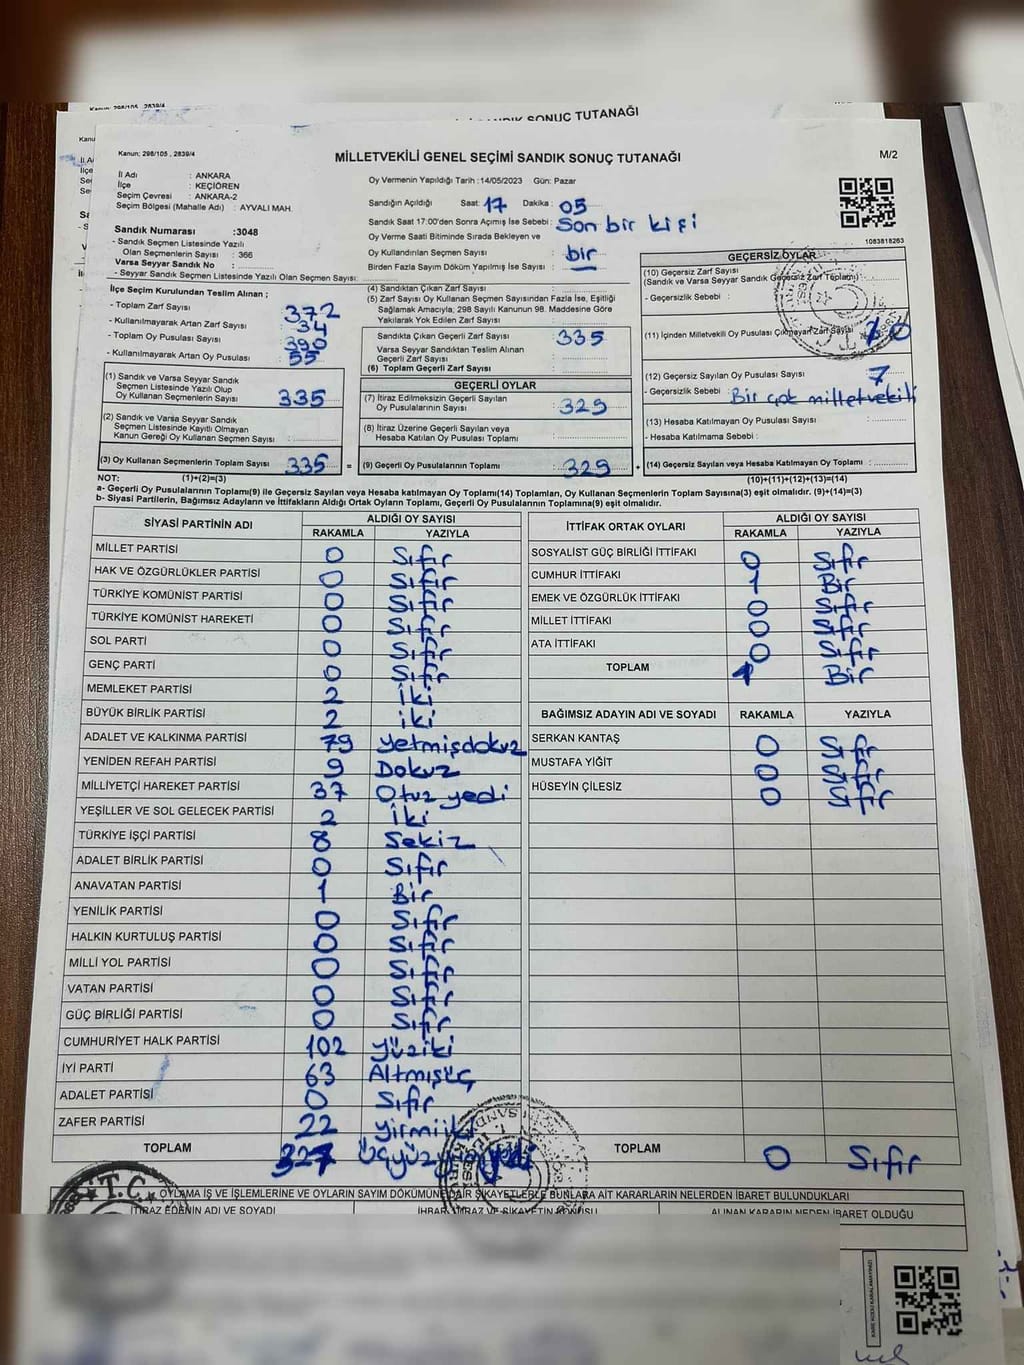 SANDIK SONUÇ TUTANAĞI
Kanun; 298/105 , 2839/4
MİLLETVEKİLİ GENEL SEÇİMİ SANDIK SONUÇ TUTANAĞI
M/2
İl Adı : ANKARA
İlçe : KEÇİÖREN
Seçim Çevresi : ANKARA-2
Seçim Bölgesi (Mahalle Adı) : AYVALI MAH.
Sandık Numarası :3048
- Sandık Seçmen Listesinde Yazılı
Olan Seçmenlerin Sayısı : 366
Varsa Seyyar Sandık No :
- Seyyar Sandık Seçmen Listesinde Yazılı Olan Seçmen Sayısı:
Oy Vermenin Yapıldığı Tarih :14/05/2023 Gün: Pazar
Sandığın Açıldığı Saat: 17 Dakika : 05
Sandık Saat 17:00'den Sonra Açılmış İse Sebebi : Son bir kişi
Oy Verme Saati Bitiminde Sırada Bekleyen ve
Oy Kullandırılan Seçmen Sayısı : bir
Birden Fazla Sayım Döküm Yapılmış İse Sayısı :
1083818263
İlçe Seçim Kurulundan Teslim Alınan ;
- Toplam Zarf Sayısı : 372
- Kullanılmayarak Artan Zarf Sayısı : 34
- Toplam Oy Pusulası Sayısı : 390
- Kullanılmayarak Artan Oy Pusulası : 55
(1) Sandık ve Varsa Seyyar Sandık
Seçmen Listesinde Yazılı Olup
Oy Kullanan Seçmenlerin Sayısı : 335
(2) Sandık ve Varsa Seyyar Sandık
Seçmen Listesinde Kayıtlı Olmayan
Kanun Gereği Oy Kullanan Seçmen Sayısı :
(3) Oy Kullanan Seçmenlerin Toplam Sayısı : 335 =
(4) Sandıktan Çıkan Zarf Sayısı :
(5) Zarf Sayısı Oy Kullanan Seçmen Sayısından Fazla İse, Eşitliği
Sağlamak Amacıyla; 298 Sayılı Kanunun 98. Maddesine Göre
Yakılarak Yok Edilen Zarf Sayısı :
Sandıkta Çıkan Geçerli Zarf Sayısı : 335
Varsa Seyyar Sandıktan Teslim Alınan
Geçerli Zarf Sayısı :
(6) Toplam Geçerli Zarf Sayısı :
GEÇERLİ OYLAR
(7) İtiraz Edilmeksizin Geçerli Sayılan
Oy Pusulalarının Sayısı : 329
(8) İtiraz Üzerine Geçerli Sayılan veya
Hesaba Katılan Oy Pusulası Toplamı :
(9) Geçerli Oy Pusulalarının Toplamı : 329 +
GEÇERSİZ OYLAR
(10) Geçersiz Zarf Sayısı
(Sandık ve Varsa Seyyar Sandık Geçersiz Zarf Toplamı) :
- Geçersizlik Sebebi :
(11) İçinden Milletvekili Oy Pusulası Çıkmayan Zarf Sayısı
(12) Geçersiz Sayılan Oy Pusulası Sayısı : 7
- Geçersizlik Sebebi : Bir çok milletvekili
(13) Hesaba Katılmayan Oy Pusulası Sayısı :
- Hesaba Katılmama Sebebi :
(14) Geçersiz Sayılan veya Hesaba Katılmayan Oy Toplamı :
NOT: (1)+(2)=(3) (10)+(11)+(12)+(13)=(14)
a- Geçerli Oy Pusulalarının Toplamı(9) ile Geçersiz Sayılan veya Hesaba katılmayan Oy Toplamı(14) Toplamları, Oy Kullanan Seçmenlerin Toplam Sayısına(3) eşit olmalıdır. (9)+(14)=(3)
b- Siyasi Partilerin, Bağımsız Adayların ve İttifakların Aldığı Ortak Oyların Toplamı, Geçerli Oy Pusulalarının Toplamına(9) eşit olmalıdır.
SİYASİ PARTİNİN ADI ALDIĞI OY SAYISI
RAKAMLA YAZIYLA
MİLLET PARTİSİ 0 Sıfır
HAK VE ÖZGÜRLÜKLER PARTİSİ 0 Sıfır
TÜRKİYE KOMÜNİST PARTİSİ 0 Sıfır
TÜRKİYE KOMÜNİST HAREKETİ 0 Sıfır
SOL PARTİ 0 Sıfır
GENÇ PARTİ 0 Sıfır
MEMLEKET PARTİSİ 2 iki
BÜYÜK BİRLİK PARTİSİ 2 iki
ADALET VE KALKINMA PARTİSİ 79 yetmişdokuz
YENİDEN REFAH PARTİSİ 9 Dokuz
MİLLİYETÇİ HAREKET PARTİSİ 37 Otuz yedi
YEŞİLLER VE SOL GELECEK PARTİSİ 2 iki
TÜRKİYE İŞÇİ PARTİSİ 8 Sekiz
ADALET BİRLİK PARTİSİ 0 Sıfır
ANAVATAN PARTİSİ 1 Bir
YENİLİK PARTİSİ 0 Sıfır
HALKIN KURTULUŞ PARTİSİ 0 Sıfır
MİLLİ YOL PARTİSİ 0 Sıfır
VATAN PARTİSİ 0 Sıfır
GÜÇ BİRLİĞİ PARTİSİ 0 Sıfır
CUMHURİYET HALK PARTİSİ 102 yüziki
İYİ PARTİ 63 Altmışüç
ADALET PARTİSİ 0 Sıfır
ZAFER PARTİSİ 22 yirmiiki
TOPLAM 327
İTTİFAK ORTAK OYLARI ALDIĞI OY SAYISI
RAKAMLA YAZIYLA
SOSYALİST GÜÇ BİRLİĞİ İTTİFAKI 0 Sıfır
CUMHUR İTTİFAKI 1 Bir
EMEK VE ÖZGÜRLÜK İTTİFAKI 0 Sıfır
MİLLET İTTİFAKI 0 Sıfır
ATA İTTİFAKI 0 Sıfır
TOPLAM 1 Bir
BAĞIMSIZ ADAYIN ADI VE SOYADI RAKAMLA YAZIYLA
SERKAN KANTAŞ 0 Sıfır
MUSTAFA YİĞİT 0 Sıfır
HÜSEYİN ÇİLESİZ 0 Sıfır
TOPLAM 0 Sıfır
T.C.
OYLAMA İŞ VE İŞLEMLERİNE VE OYLARIN SAYIM DÖKÜMÜNE DAİR ŞİKAYETLERLE BUNLARA AİT KARARLARIN NELERDEN İBARET BULUNDUKLARI
İTİRAZ EDENİN ADI VE SOYADI
ALINAN KARARIN NEDEN İBARET OLDUĞU